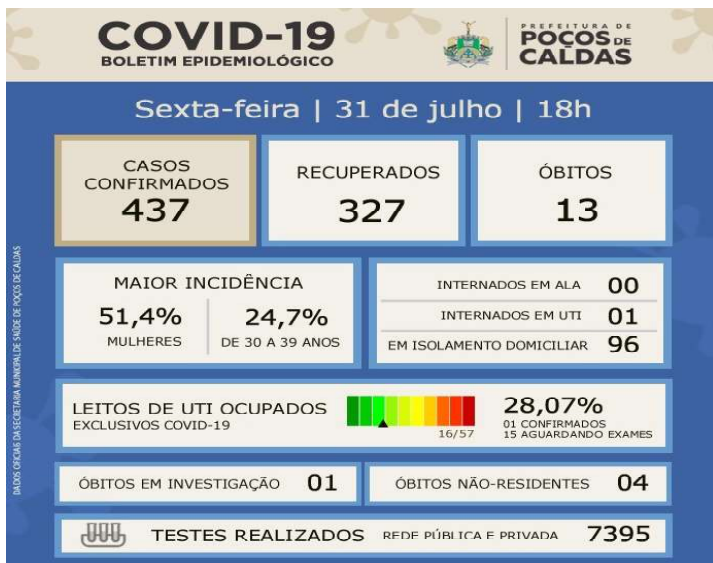 COVID-19
BOLETIM EPIDEMIOLÓGICO
PREFEITURA DE
POÇOS DE
CALDAS
Sexta-feira | 31 de julho | 18h
CASOS
CONFIRMADOS
437
RECUPERADOS
327
ÓBITOS
13
MAIOR INCIDÊNCIA
51,4%
MULHERES
24,7%
DE 30 A 39 ANOS
INTERNADOS EM ALA 00
INTERNADOS EM UTI 01
EM ISOLAMENTO DOMICILIAR 96
LEITOS DE UTI OCUPADOS
EXCLUSIVOS COVID-19
16/57
28,07%
01 CONFIRMADOS
15 AGUARDANDO EXAMES
ÓBITOS EM INVESTIGAÇÃO 01
ÓBITOS NÃO-RESIDENTES 04
TESTES REALIZADOS REDE PÚBLICA E PRIVADA 7395
DADOS OFICIAIS DA SECRETARIA MUNICIPAL DE SAÚDE DE POÇOS DE CALDAS